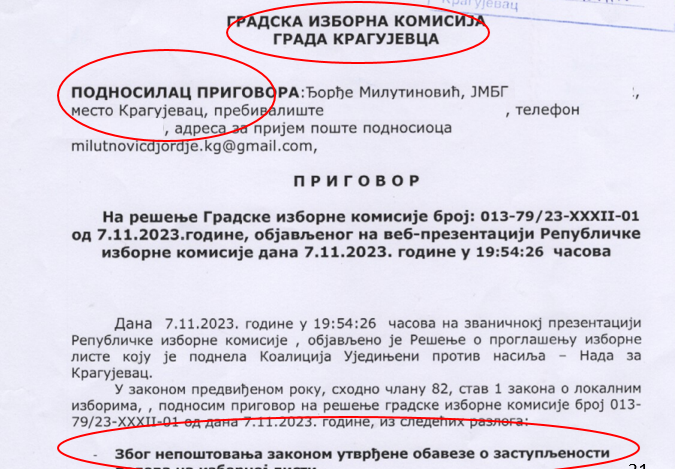 Крагујевац
ГРАДСКА ИЗБОРНА КОМИСИЈА
ГРАДА КРАГУЈЕВЦА
ПОДНОСИЛАЦ ПРИГОВОРА:Ђорђе Милутиновић, ЈМБГ ,
место Крагујевац, пребивалиште , телефон
, адреса за пријем поште подносиоца
milutnovicdjordje.kg@gmail.com,
П Р И Г О В О Р
На решење Градске изборне комисије број: 013-79/23-XXXII-01
од 7.11.2023.године, објављеног на веб-презентацији Републичке
изборне комисије дана 7.11.2023. године у 19:54:26 часова
Дана 7.11.2023. године у 19:54:26 часова на званичнокј презентацији
Републичке изборне комисије , објављено је Решење о проглашењу изборне
листе коју је поднела Коалиција Уједињени против насиља – Нада за
Крагујевац.
У законом предвиђеном року, сходно члану 82, став 1 закона о локалним
изборима, , подносим приговор на решење градске изборне комисије број 013-
79/23-XXXII-01 од дана 7.11.2023. године, из следећих разлога:
- Због непоштовања законом утврђене обавезе о заступљености
на изборној листи